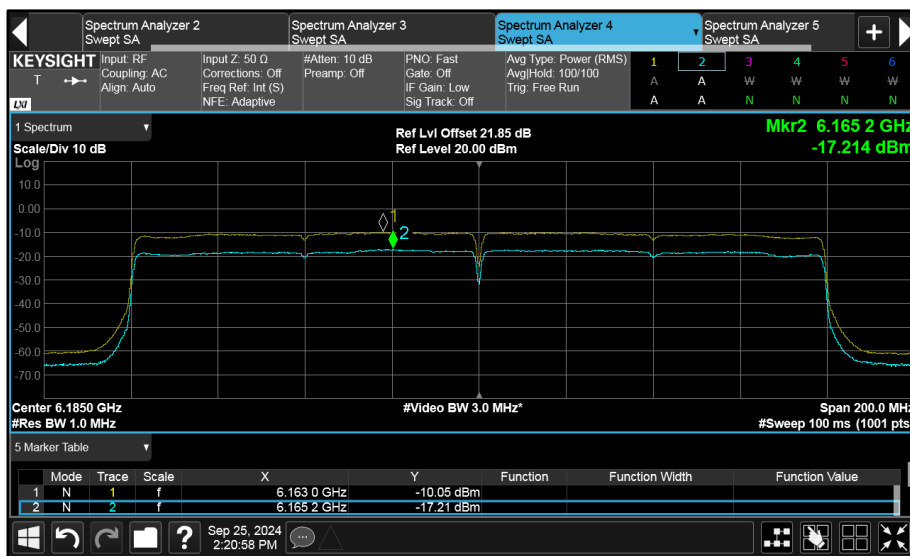 Spectrum Analyzer 2
Swept SA
Spectrum Analyzer 3
Swept SA
Spectrum Analyzer 4
Swept SA
Spectrum Analyzer 5
Swept SA
+
KEYSIGHT
T
LXI
Input: RF
Coupling: AC
Align: Auto
Input Z: 50 Ω
Corrections: Off
Freq Ref: Int (S)
NFE: Adaptive
#Atten: 10 dB
Preamp: Off
PNO: Fast
Gate: Off
IF Gain: Low
Sig Track: Off
Avg Type: Power (RMS)
Avg|Hold: 100/100
Trig: Free Run
1 2 3 4 5 6
A A W W W W
A A N N N N
1 Spectrum
Scale/Div 10 dB
Ref Lvl Offset 21.85 dB
Ref Level 20.00 dBm
Mkr2 6.165 2 GHz
-17.214 dBm
Log
10.0
0.00
-10.0
-20.0
-30.0
-40.0
-50.0
-60.0
-70.0
1
2
Center 6.1850 GHz
#Res BW 1.0 MHz
#Video BW 3.0 MHz*
Span 200.0 MHz
#Sweep 100 ms (1001 pts
5 Marker Table
Mode Trace Scale X Y Function Function Width Function Value
1 N 1 f 6.163 0 GHz -10.05 dBm
2 N 2 f 6.165 2 GHz -17.21 dBm
?
Sep 25, 2024
2:20:58 PM